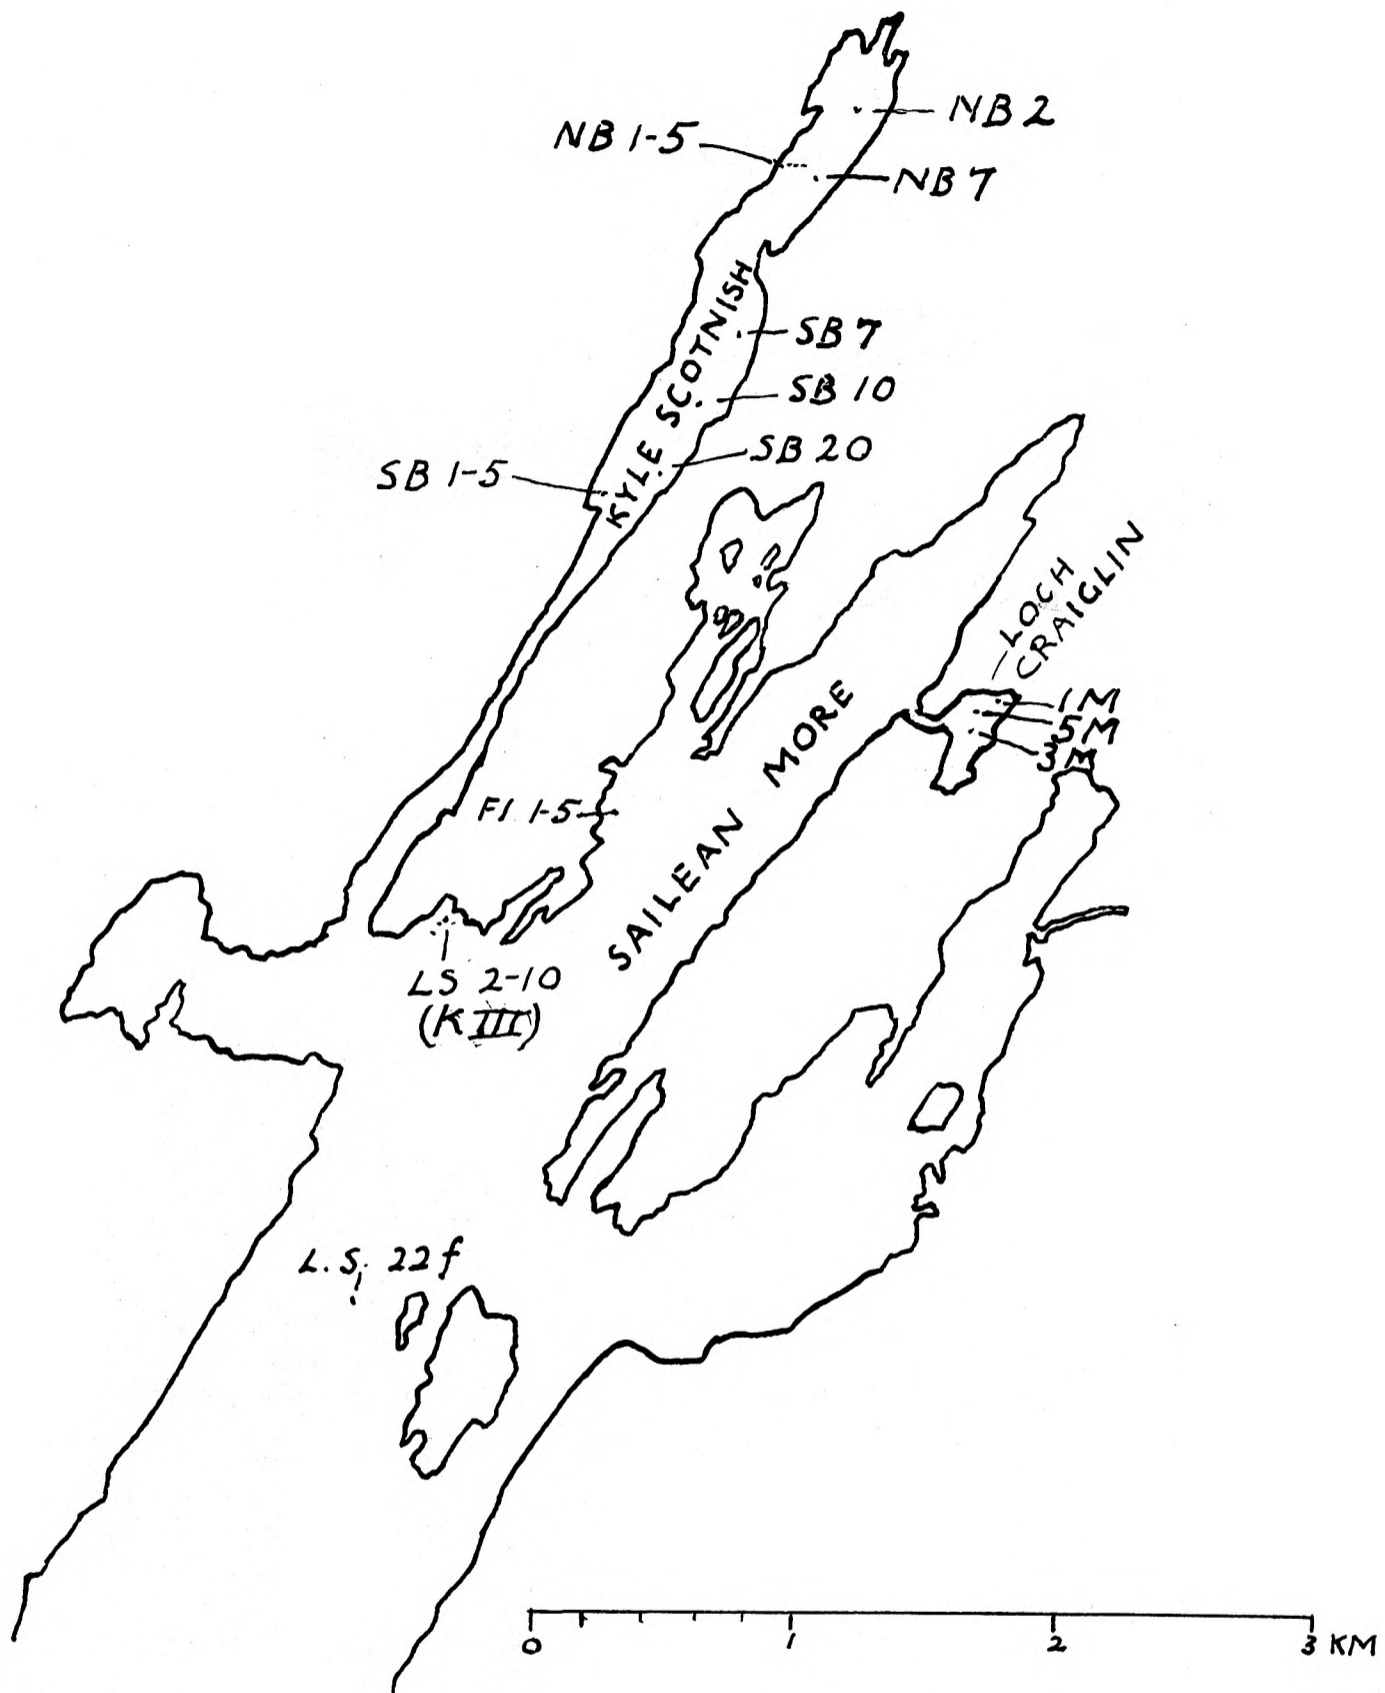 NB 2
NB 1-5
NB 7
KYLE SCOTNISH
SB 7
SB 10
SB 20
SB 1-5
LOCH
CRAIGLIN
1M
5M
3M
SAILEAN MORE
FI 1-5
LS 2-10
(K III)
L.S. 22f
0 1 2 3 KM